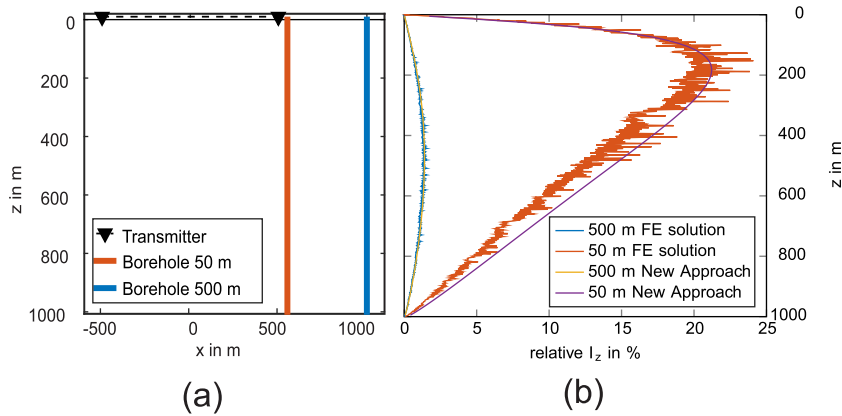 (a)
0
200
400
600
800
1000
z in m
-500
0
500
1000
x in m
Transmitter
Borehole 50 m
Borehole 500 m
(b)
0
200
400
600
800
1000
z in m
0
5
10
15
20
25
relative I_z in %
500 m FE solution
50 m FE solution
500 m New Approach
50 m New Approach